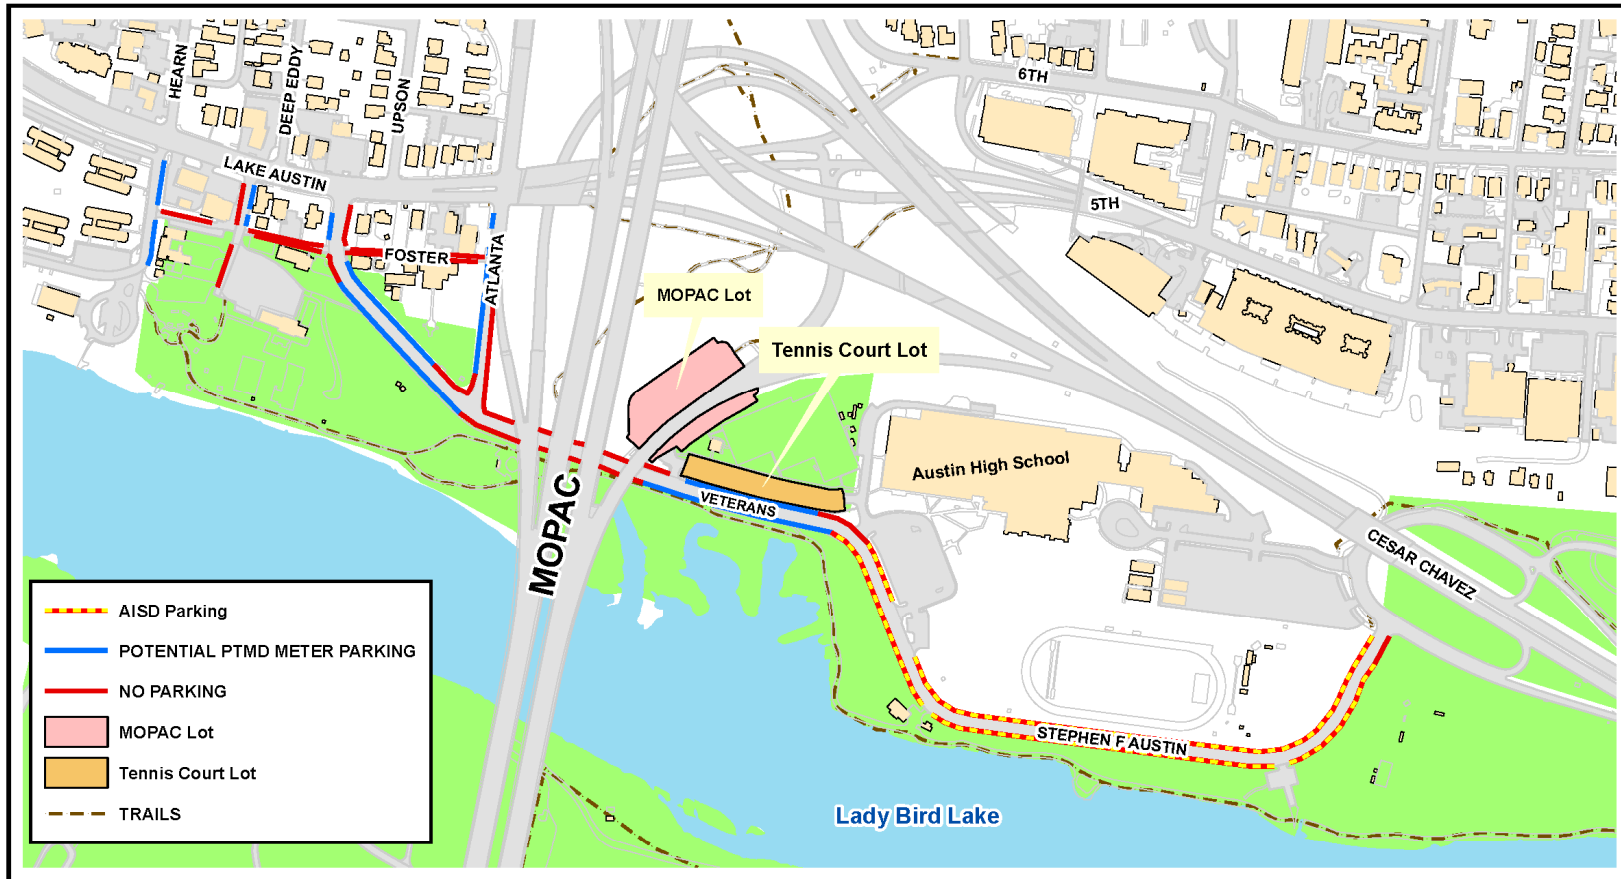 HEARN
DEEP EDDY
UPSON
6TH
LAKE AUSTIN
5TH
FOSTER
ATLANTA
MOPAC Lot
Tennis Court Lot
Austin High School
VETERANS
MOPAC
CESAR CHAVEZ
STEPHEN F AUSTIN
Lady Bird Lake
AISD Parking
POTENTIAL PTMD METER PARKING
NO PARKING
MOPAC Lot
Tennis Court Lot
TRAILS